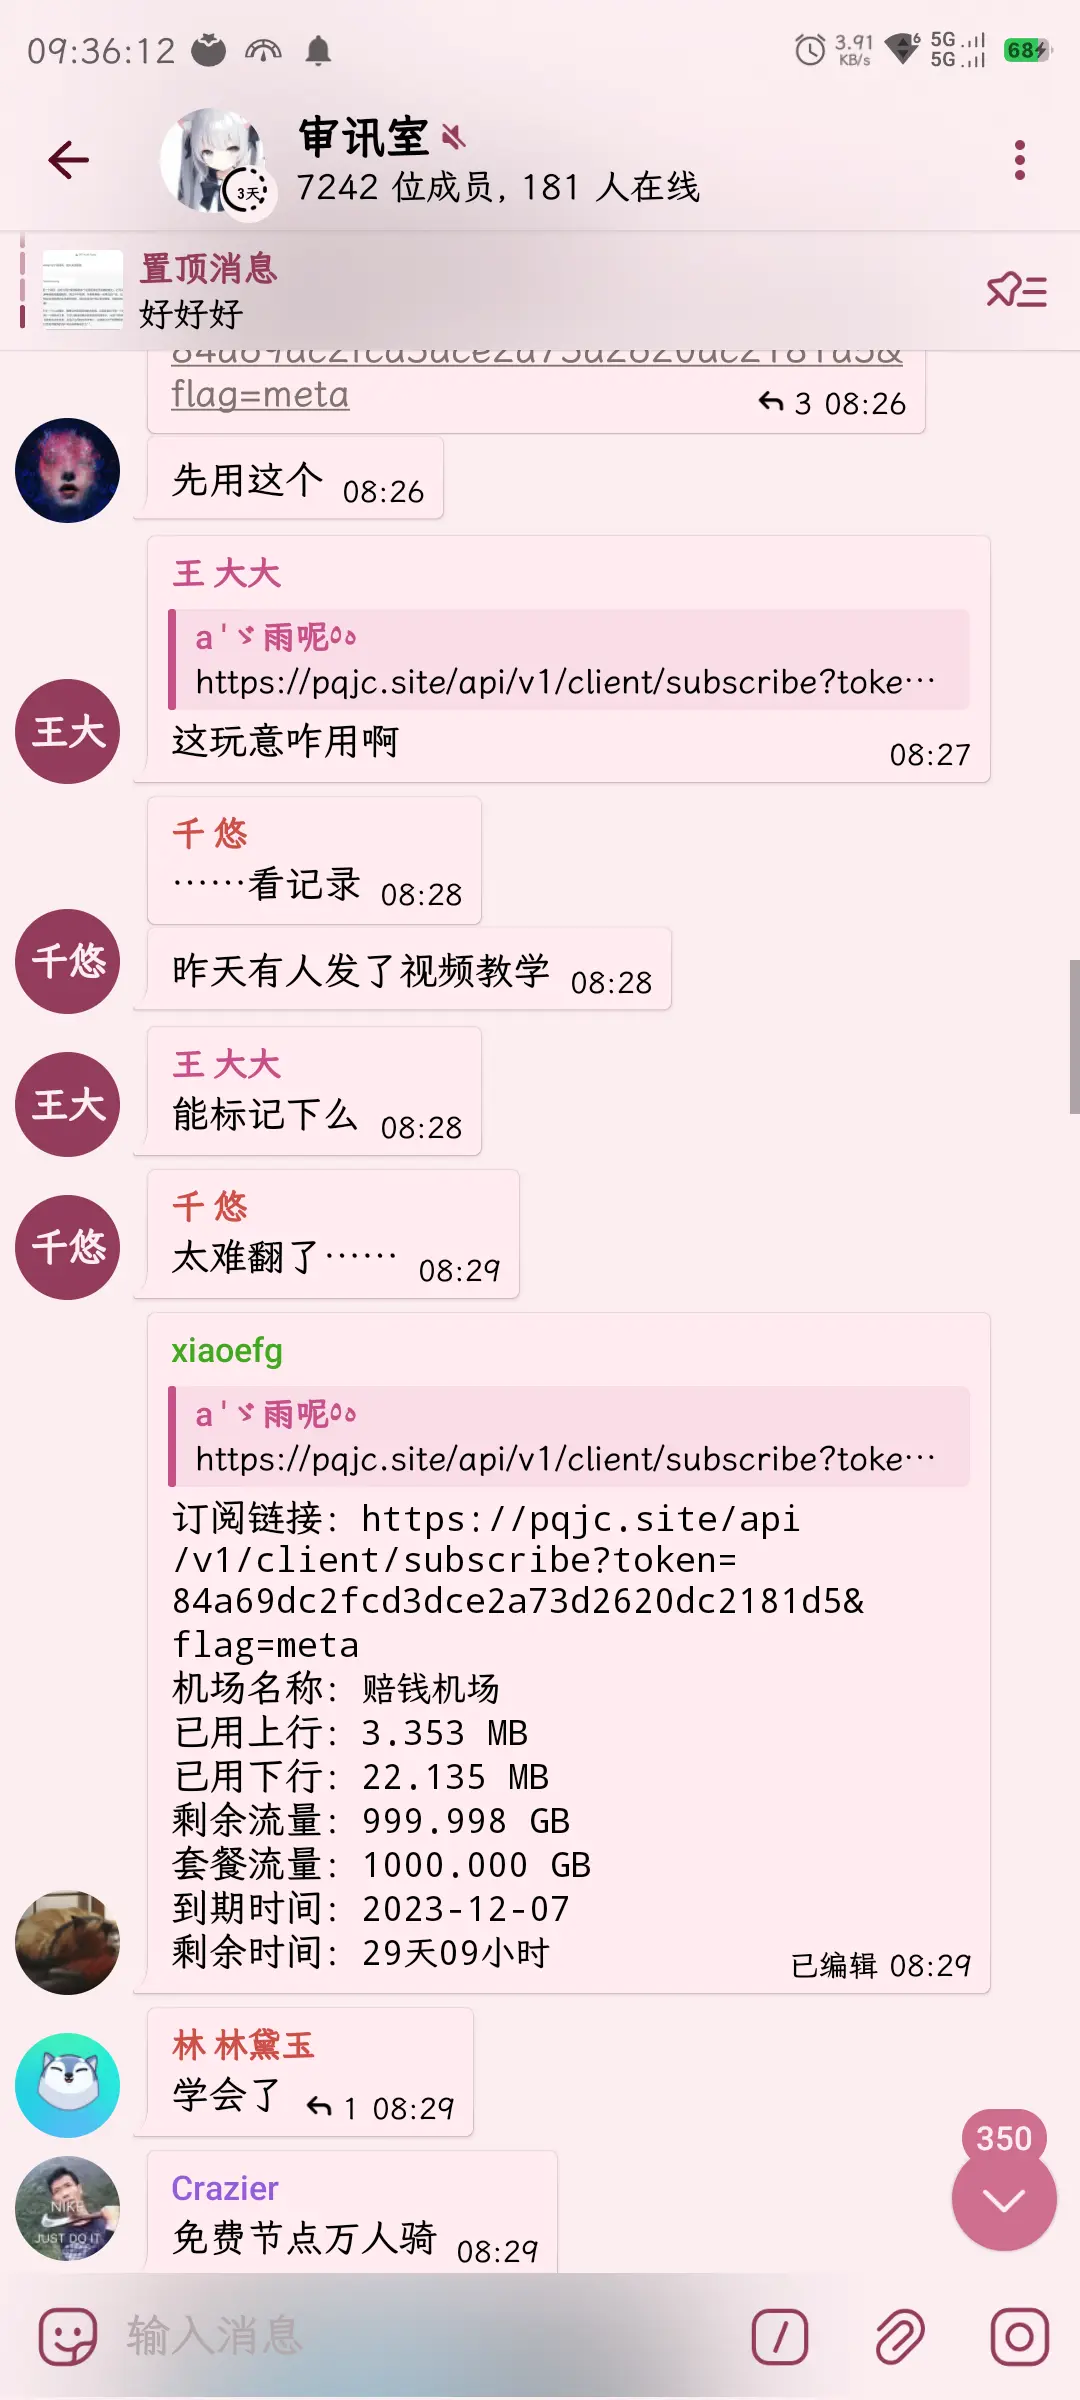 09:36:12
3.91
KB/s
6
5G
5G
68
审讯室
3天
7242 位成员, 181 人在线
置顶消息
好好好
84a69dc2fcd3dce2a73d2620dc2181d5&
flag=meta
3 08:26
先用这个 08:26
王 大大
a'ゞ雨呢
https://pqjc.site/api/v1/client/subscribe?toke…
这玩意咋用啊
08:27
王大
千 悠
……看记录 08:28
昨天有人发了视频教学 08:28
千悠
王 大大
能标记下么 08:28
王大
千 悠
太难翻了…… 08:29
千悠
xiaoefg
a'ゞ雨呢
https://pqjc.site/api/v1/client/subscribe?toke…
订阅链接: https://pqjc.site/api
/v1/client/subscribe?token=
84a69dc2fcd3dce2a73d2620dc2181d5&
flag=meta
机场名称: 赔钱机场
已用上行: 3.353 MB
已用下行: 22.135 MB
剩余流量: 999.998 GB
套餐流量: 1000.000 GB
到期时间: 2023-12-07
剩余时间: 29天09小时
已编辑 08:29
林 林黛玉
学会了 1 08:29
350
Crazier
免费节点万人骑 08:29
NIKE
JUST DO IT
输入消息